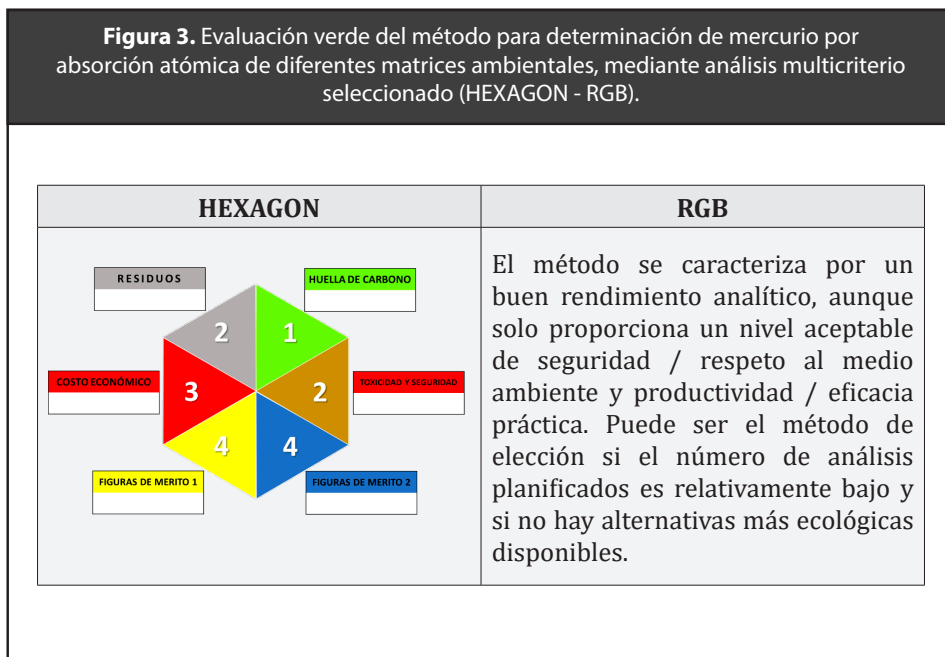 Figura 3. Evaluación verde del método para determinación de mercurio por
absorción atómica de diferentes matrices ambientales, mediante análisis multicriterio
seleccionado (HEXAGON - RGB).
HEXAGON
RGB
RESIDUOS
HUELLA DE CARBONO
2
1
COSTO ECONÓMICO
3
2
TOXICIDAD Y SEGURIDAD
4
4
FIGURAS DE MERITO 1
FIGURAS DE MERITO 2
El método se caracteriza por un
buen rendimiento analítico, aunque
solo proporciona un nivel aceptable
de seguridad / respeto al medio
ambiente y productividad / eficacia
práctica. Puede ser el método de
elección si el número de análisis
planificados es relativamente bajo y
si no hay alternativas más ecológicas
disponibles.